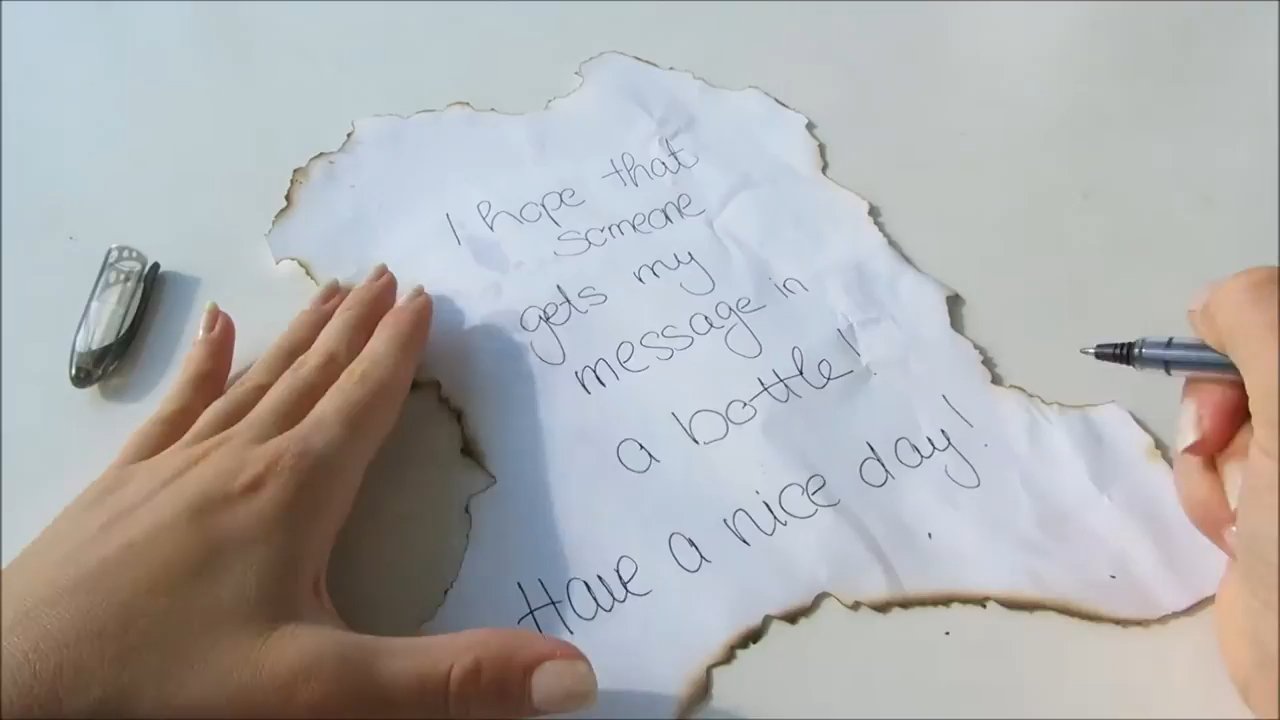 I hope that
someone
gets my
message in
a bottle!
Have a nice day!